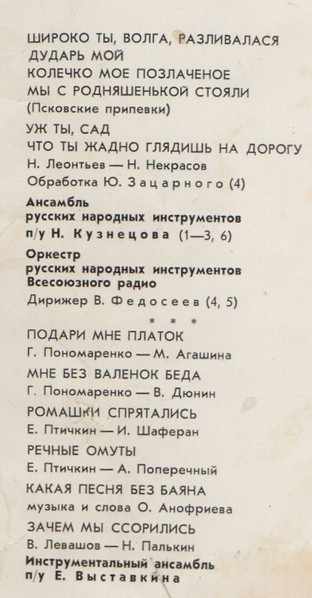 ШИРОКО ТЫ, ВОЛГА, РАЗЛИВАЛАСЯ
ДУДАРЬ МОЙ
КОЛЕЧКО МОЕ ПОЗЛАЧЕНОЕ
МЫ С РОДНЯШЕНЬКОЙ СТОЯЛИ
(Псковские припевки)
УЖ ТЫ, САД
ЧТО ТЫ ЖАДНО ГЛЯДИШЬ НА ДОРОГУ
Н. Леонтьев — Н. Некрасов
Обработка Ю. Зацарного (4)
Ансамбль
русских народных инструментов
п/у Н. Кузнецова (1—3, 6)
Оркестр
русских народных инструментов
Всесоюзного радио
Дирижер В. Федосеев (4, 5)
* * *
ПОДАРИ МНЕ ПЛАТОК
Г. Пономаренко — М. Агашина
МНЕ БЕЗ ВАЛЕНОК БЕДА
Г. Пономаренко — В. Дюнин
РОМАШКИ СПРЯТАЛИСЬ
Е. Птичкин — И. Шаферан
РЕЧНЫЕ ОМУТЫ
Е. Птичкин — А. Поперечный
КАКАЯ ПЕСНЯ БЕЗ БАЯНА
музыка и слова О. Анофриева
ЗАЧЕМ МЫ ССОРИЛИСЬ
В. Левашов — Н. Палькин
Инструментальный ансамбль
п/у Е. Выставкина